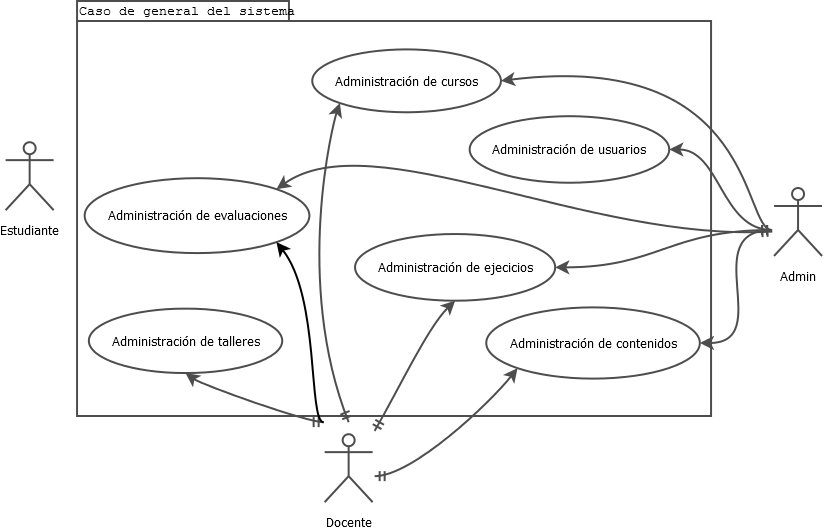 Caso de general del sistema
Administración de cursos
Administración de usuarios
Estudiante
Administración de evaluaciones
Administración de ejecicios
Admin
Administración de talleres
Administración de contenidos
Docente